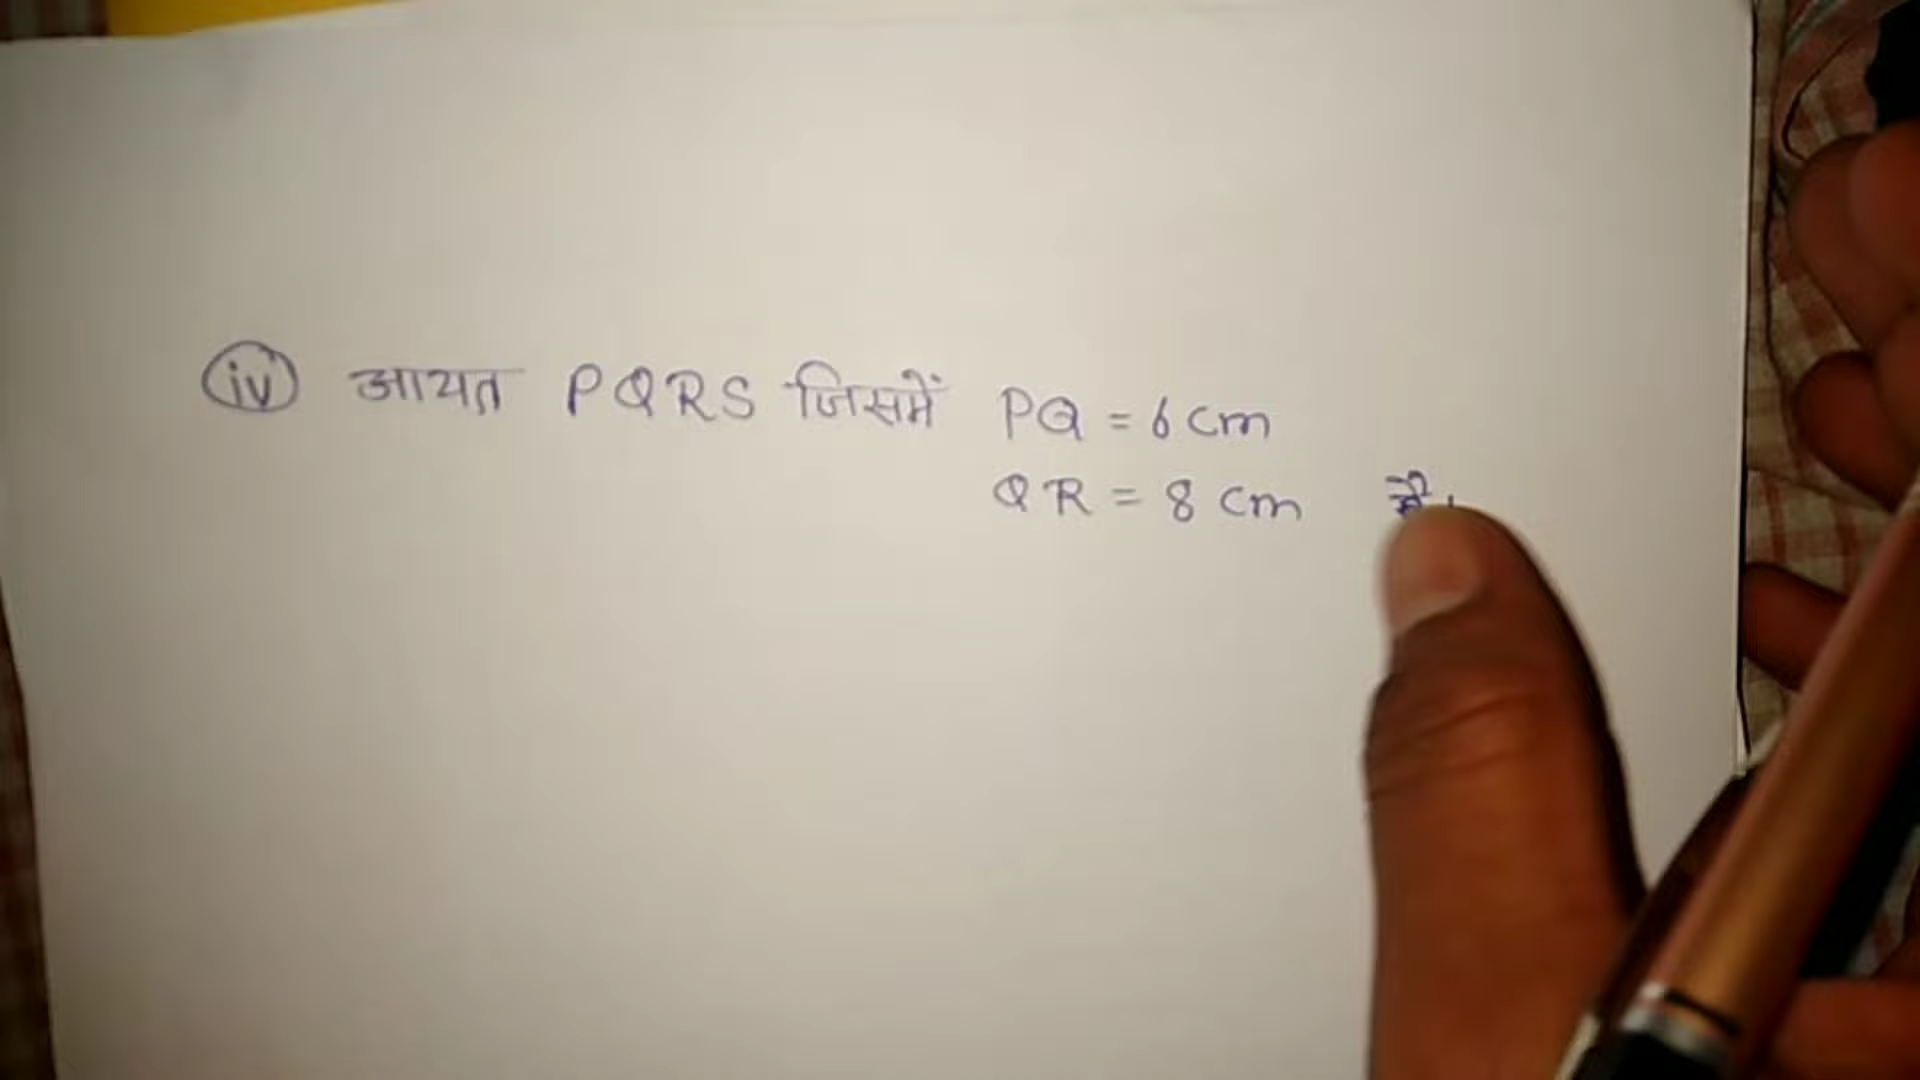 iv आयत PQRS जिसमें PQ = 6 cm
QR = 8 cm है।